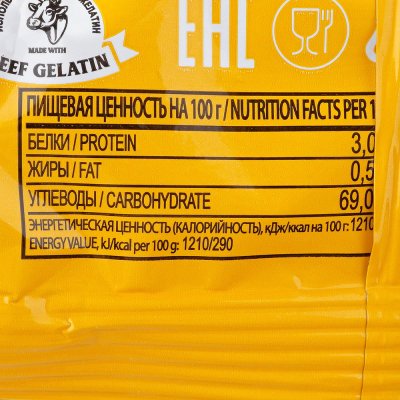 ЖЕЛАТИН
MADE WITH
EEF GELATIN
EAC
ПИЩЕВАЯ ЦЕННОСТЬ НА 100 г / NUTRITION FACTS PER 1
БЕЛКИ / PROTEIN 3,0
ЖИРЫ / FAT 0,5
УГЛЕВОДЫ / CARBOHYDRATE 69,0
ЭНЕРГЕТИЧЕСКАЯ ЦЕННОСТЬ (КАЛОРИЙНОСТЬ), кДж/ккал на 100 г: 1210
ENERGY VALUE, kJ/kcal per 100 g: 1210/290